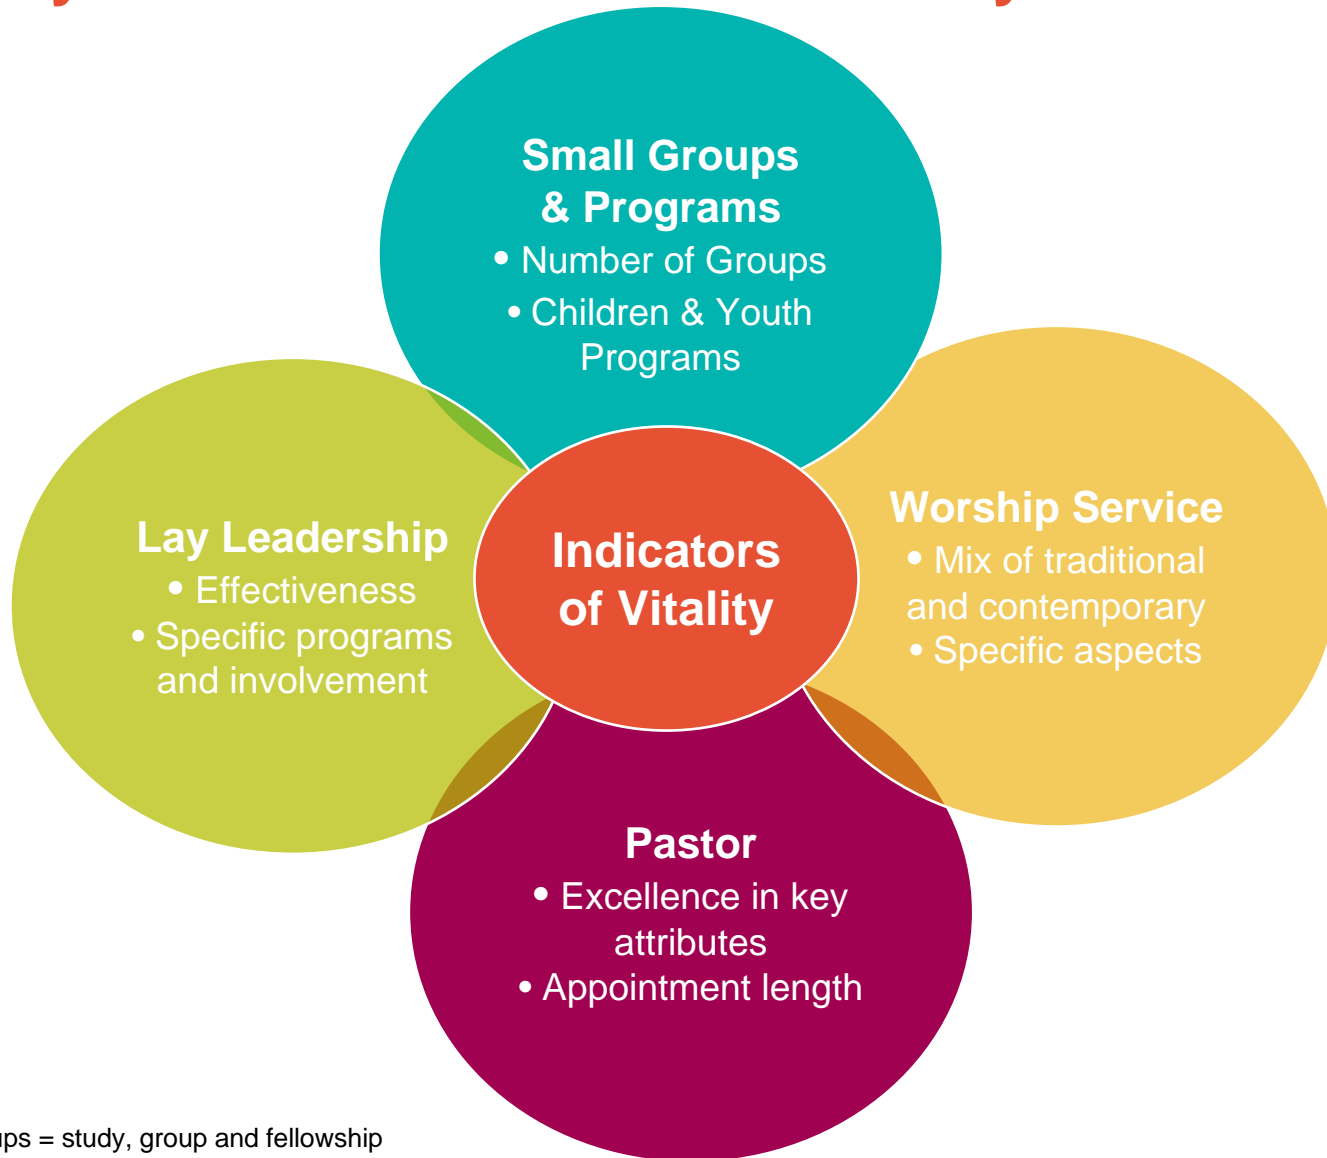 Small Groups
& Programs
• Number of Groups
• Children & Youth
Programs
Lay Leadership
• Effectiveness
• Specific programs
and involvement
Indicators
of Vitality
Worship Service
• Mix of traditional
and contemporary
• Specific aspects
Pastor
• Excellence in key
attributes
• Appointment length
= study, group and fellowship